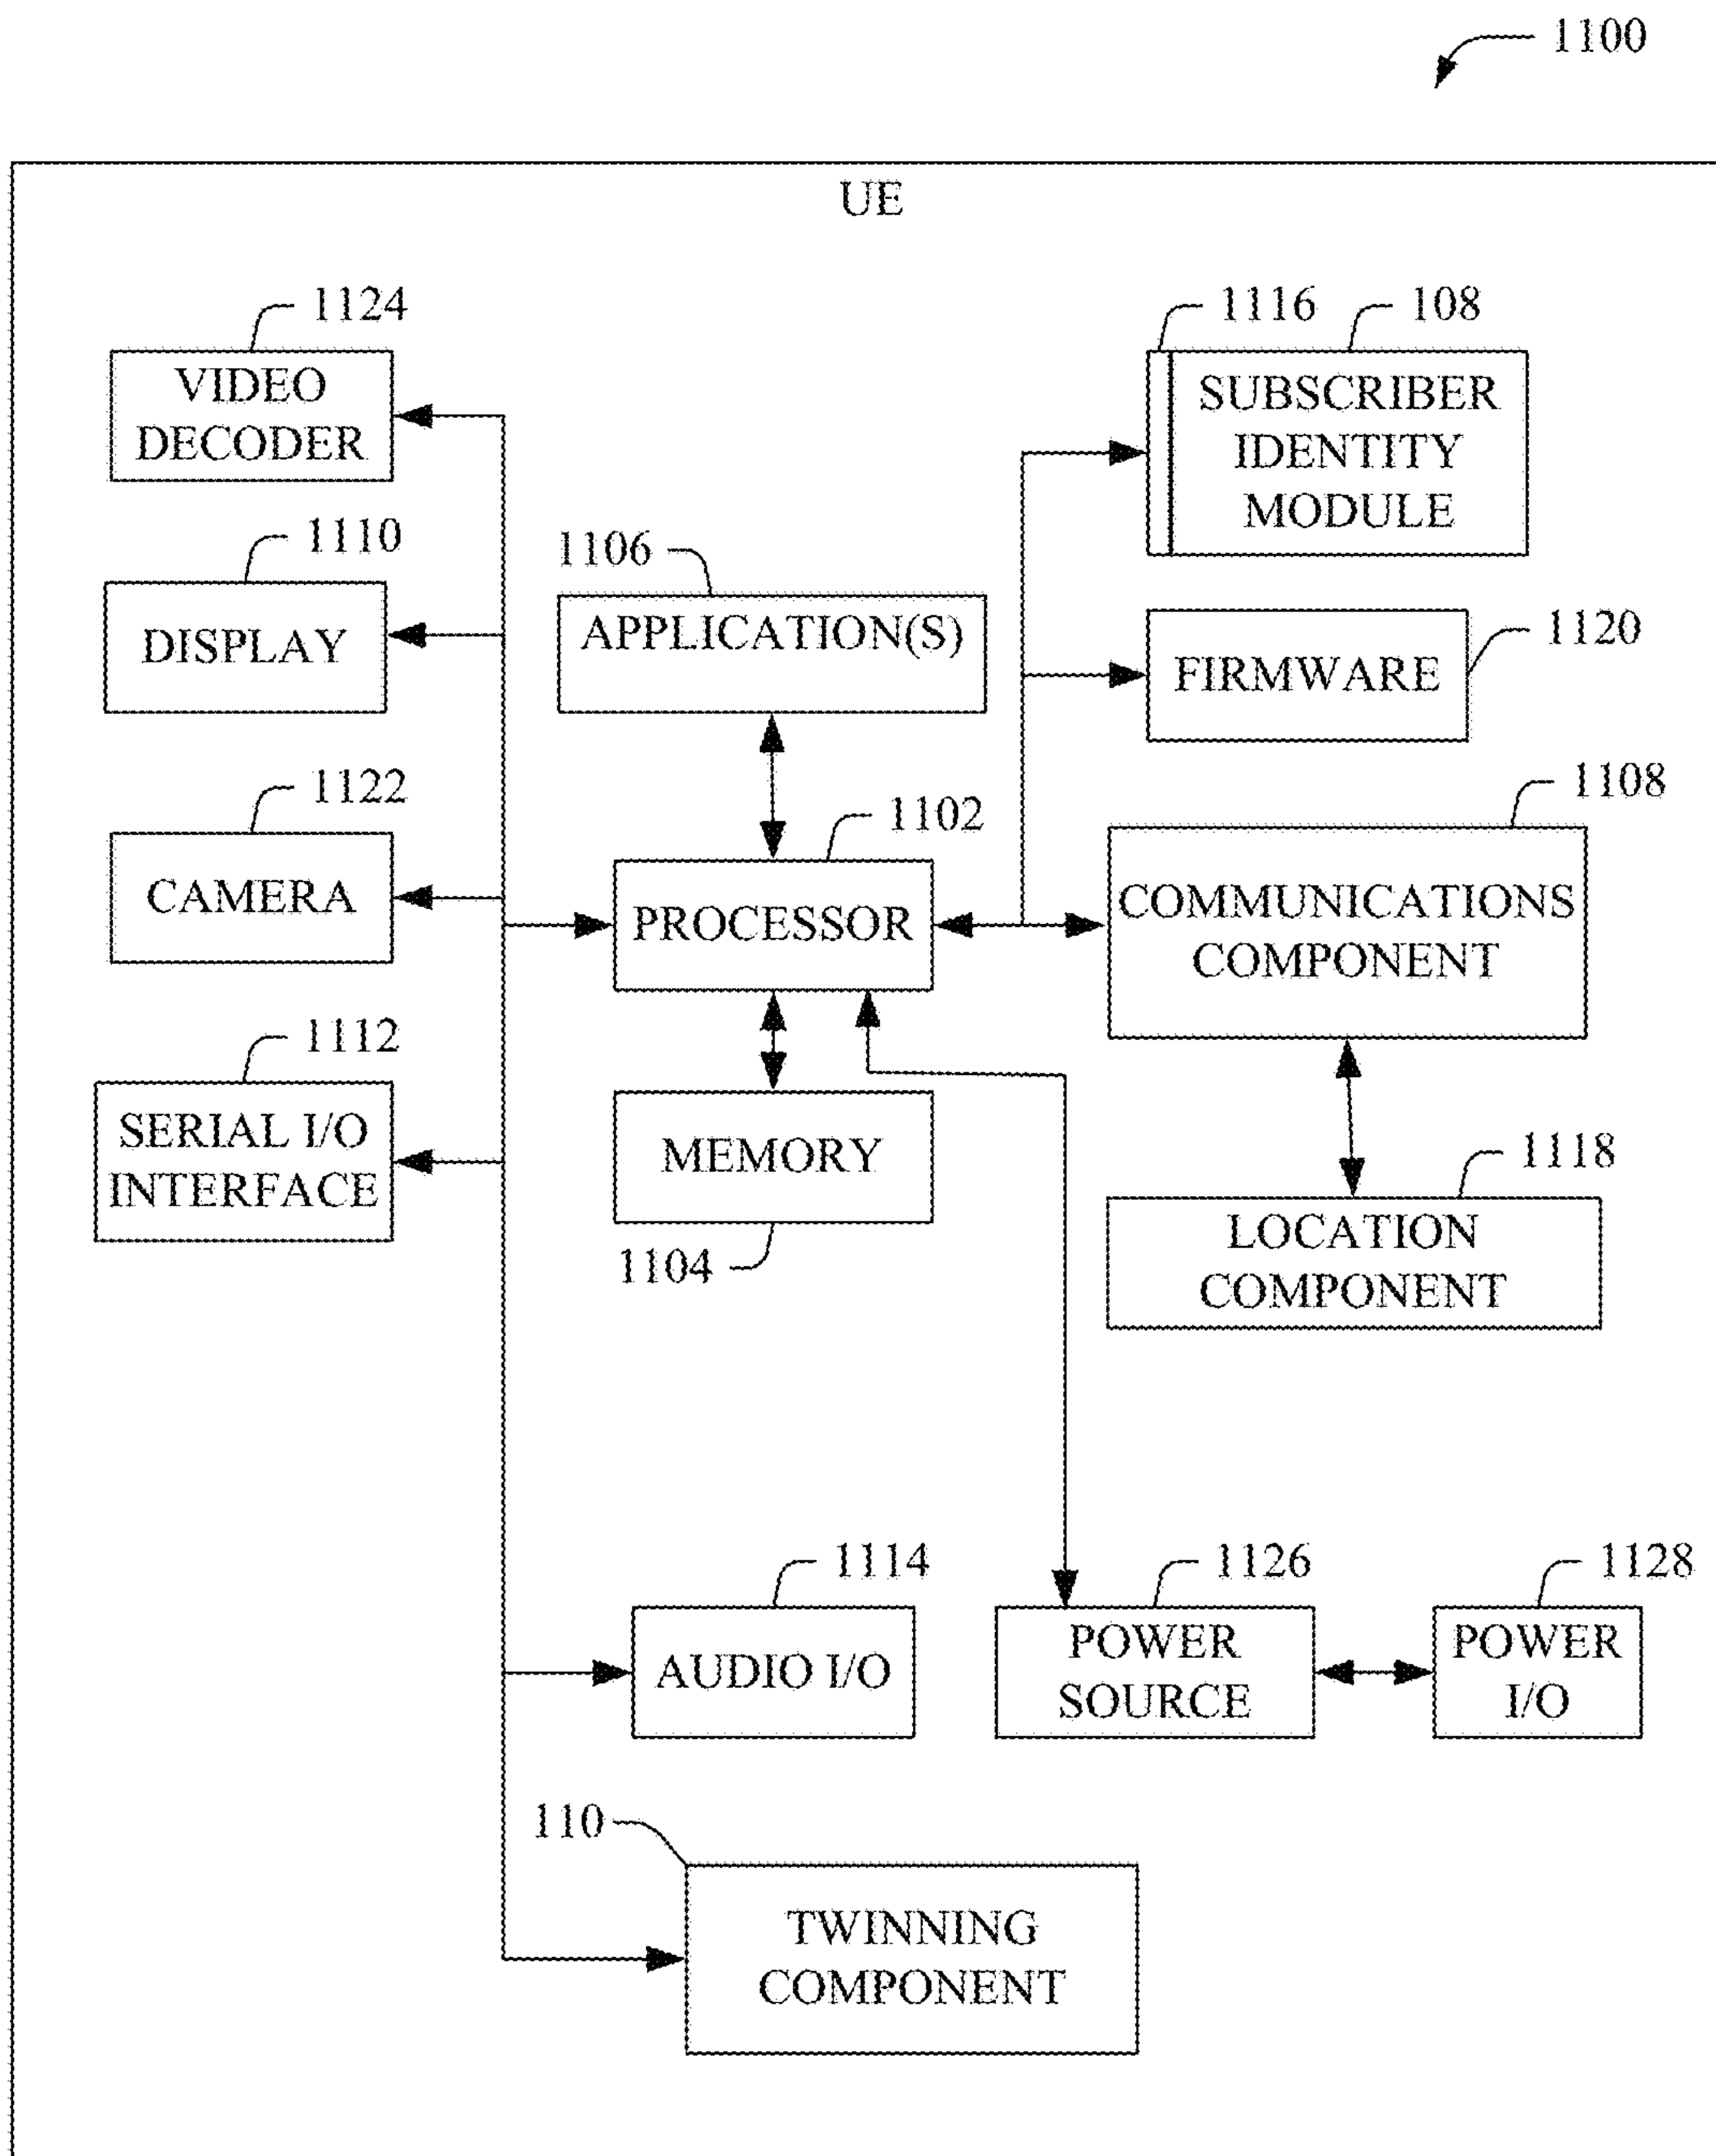 1100
UE
1124
VIDEO
DECODER
1116
108
SUBSCRIBER
IDENTITY
MODULE
1110
DISPLAY
1106
APPLICATION(S)
1120
FIRMWARE
1122
CAMERA
1102
PROCESSOR
1108
COMMUNICATIONS
COMPONENT
1112
SERIAL I/O
INTERFACE
MEMORY
1104
1118
LOCATION
COMPONENT
1114
AUDIO I/O
1126
POWER
SOURCE
1128
POWER
I/O
110
TWINNING
COMPONENT